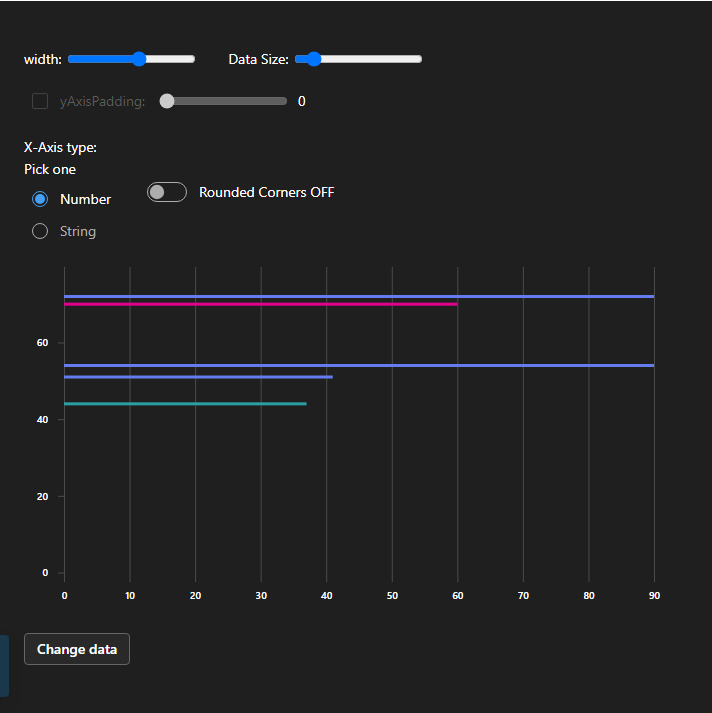 width: Data Size:
yAxisPadding: 0
X-Axis type:
Pick one
Number Rounded Corners OFF
String
60
40
20
0
0 10 20 30 40 50 60 70 80 90
Change data